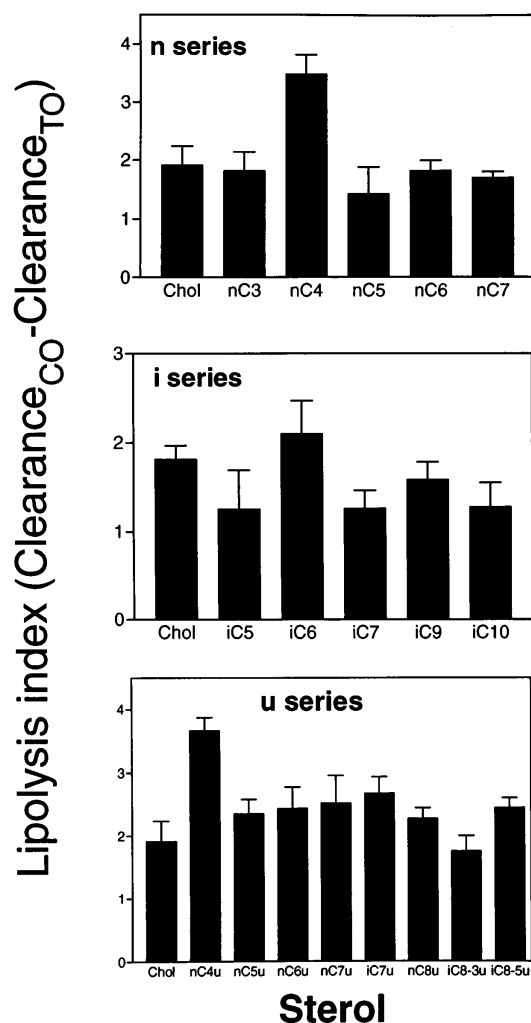 Lipolysis index (Clearance_CO-Clearance_TO)
n series
4
3
2
1
0
Chol nC3 nC4 nC5 nC6 nC7
i series
3
2
1
0
Chol iC5 iC6 iC7 iC9 iC10
u series
4
3
2
1
0
Chol nC4u nC5u nC6u nC7u iC7u nC8u iC8-3u iC8-5u
Sterol